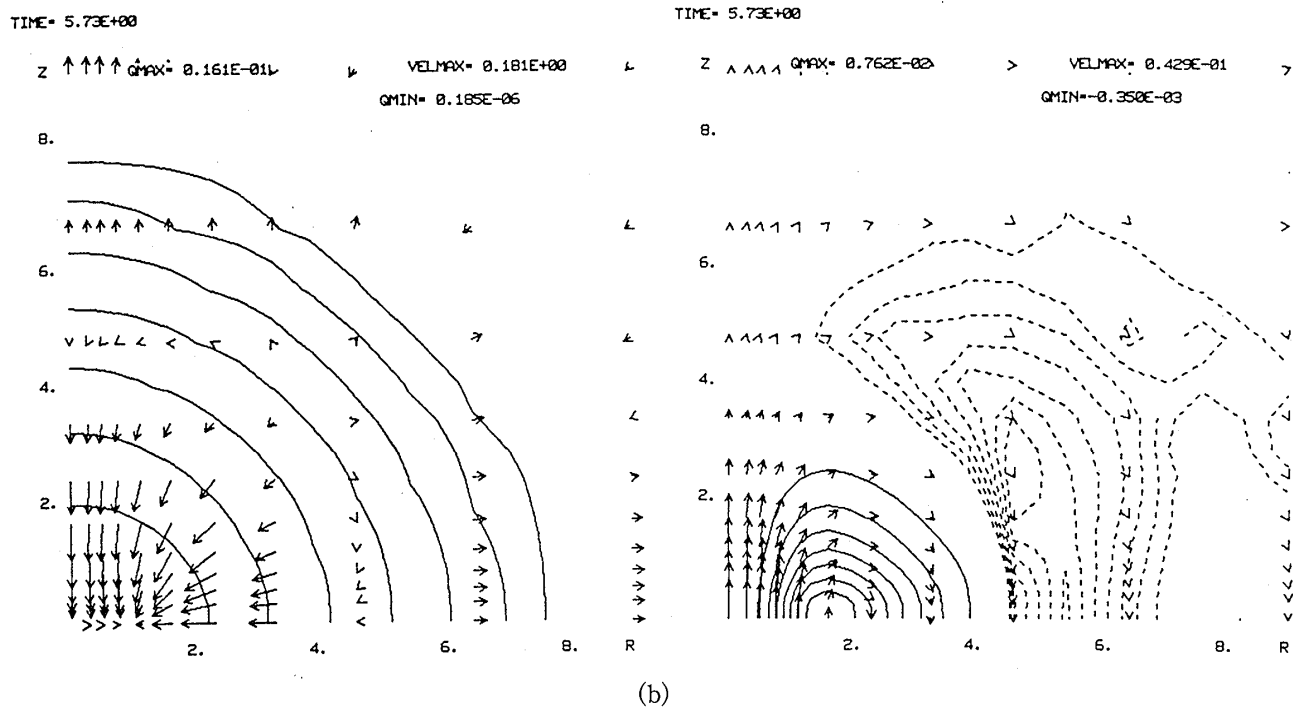 TIME= 5.73E+00
Z QMAX= 0.161E-01 VELMAX= 0.181E+00
QMIN= 0.185E-06
8.
6.
4.
2.
2. 4. 6. 8. R
TIME= 5.73E+00
Z QMAX= 0.762E-02 VELMAX= 0.429E-01
QMIN=-0.350E-03
8.
6.
4.
2.
2. 4. 6. 8. R
(b)